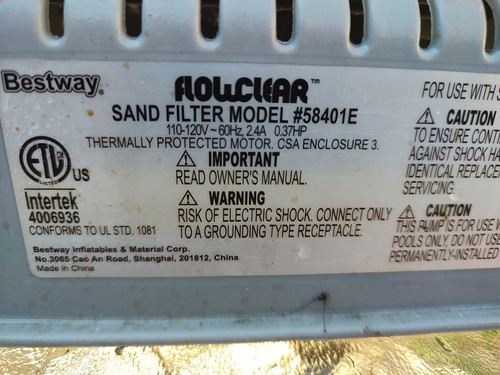 Bestway®
FlOWClEAR™
SAND FILTER MODEL #58401E
110-120V~60Hz, 2.4A 0.37HP
THERMALLY PROTECTED MOTOR. CSA ENCLOSURE 3.
IMPORTANT
READ OWNER'S MANUAL.
WARNING
RISK OF ELECTRIC SHOCK. CONNECT ONLY
TO A GROUNDING TYPE RECEPTACLE.
ETL
LISTED
US
Intertek
4006936
CONFORMS TO UL STD. 1081
Bestway Inflatables & Material Corp.
No.3065 Cao An Road, Shanghai, 201812, China
Made in China
FOR USE WITH
CAUTION
TO ENSURE CONTI
AGAINST SHOCK HA
IDENTICAL REPLACE
SERVICING.
CAUTION
THIS PUMP IS FOR USE W
POOLS ONLY. DO NOT US
PERMANENTLY-INSTALLED